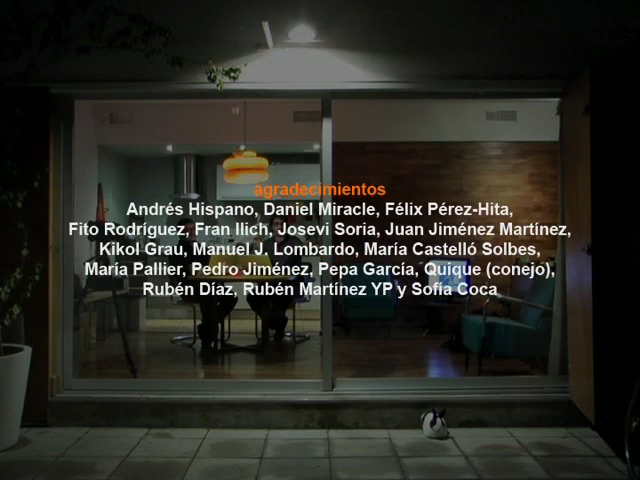 agradecimientos
Andrés Hispano, Daniel Miracle, Félix Pérez-Hita,
Fito Rodríguez, Fran Ilich, Josevi Soria, Juan Jiménez Martínez,
Kikol Grau, Manuel J. Lombardo, María Castelló Solbes,
María Pallier, Pedro Jiménez, Pepa García, Quique (conejo),
Rubén Díaz, Rubén Martínez YP y Sofía Coca